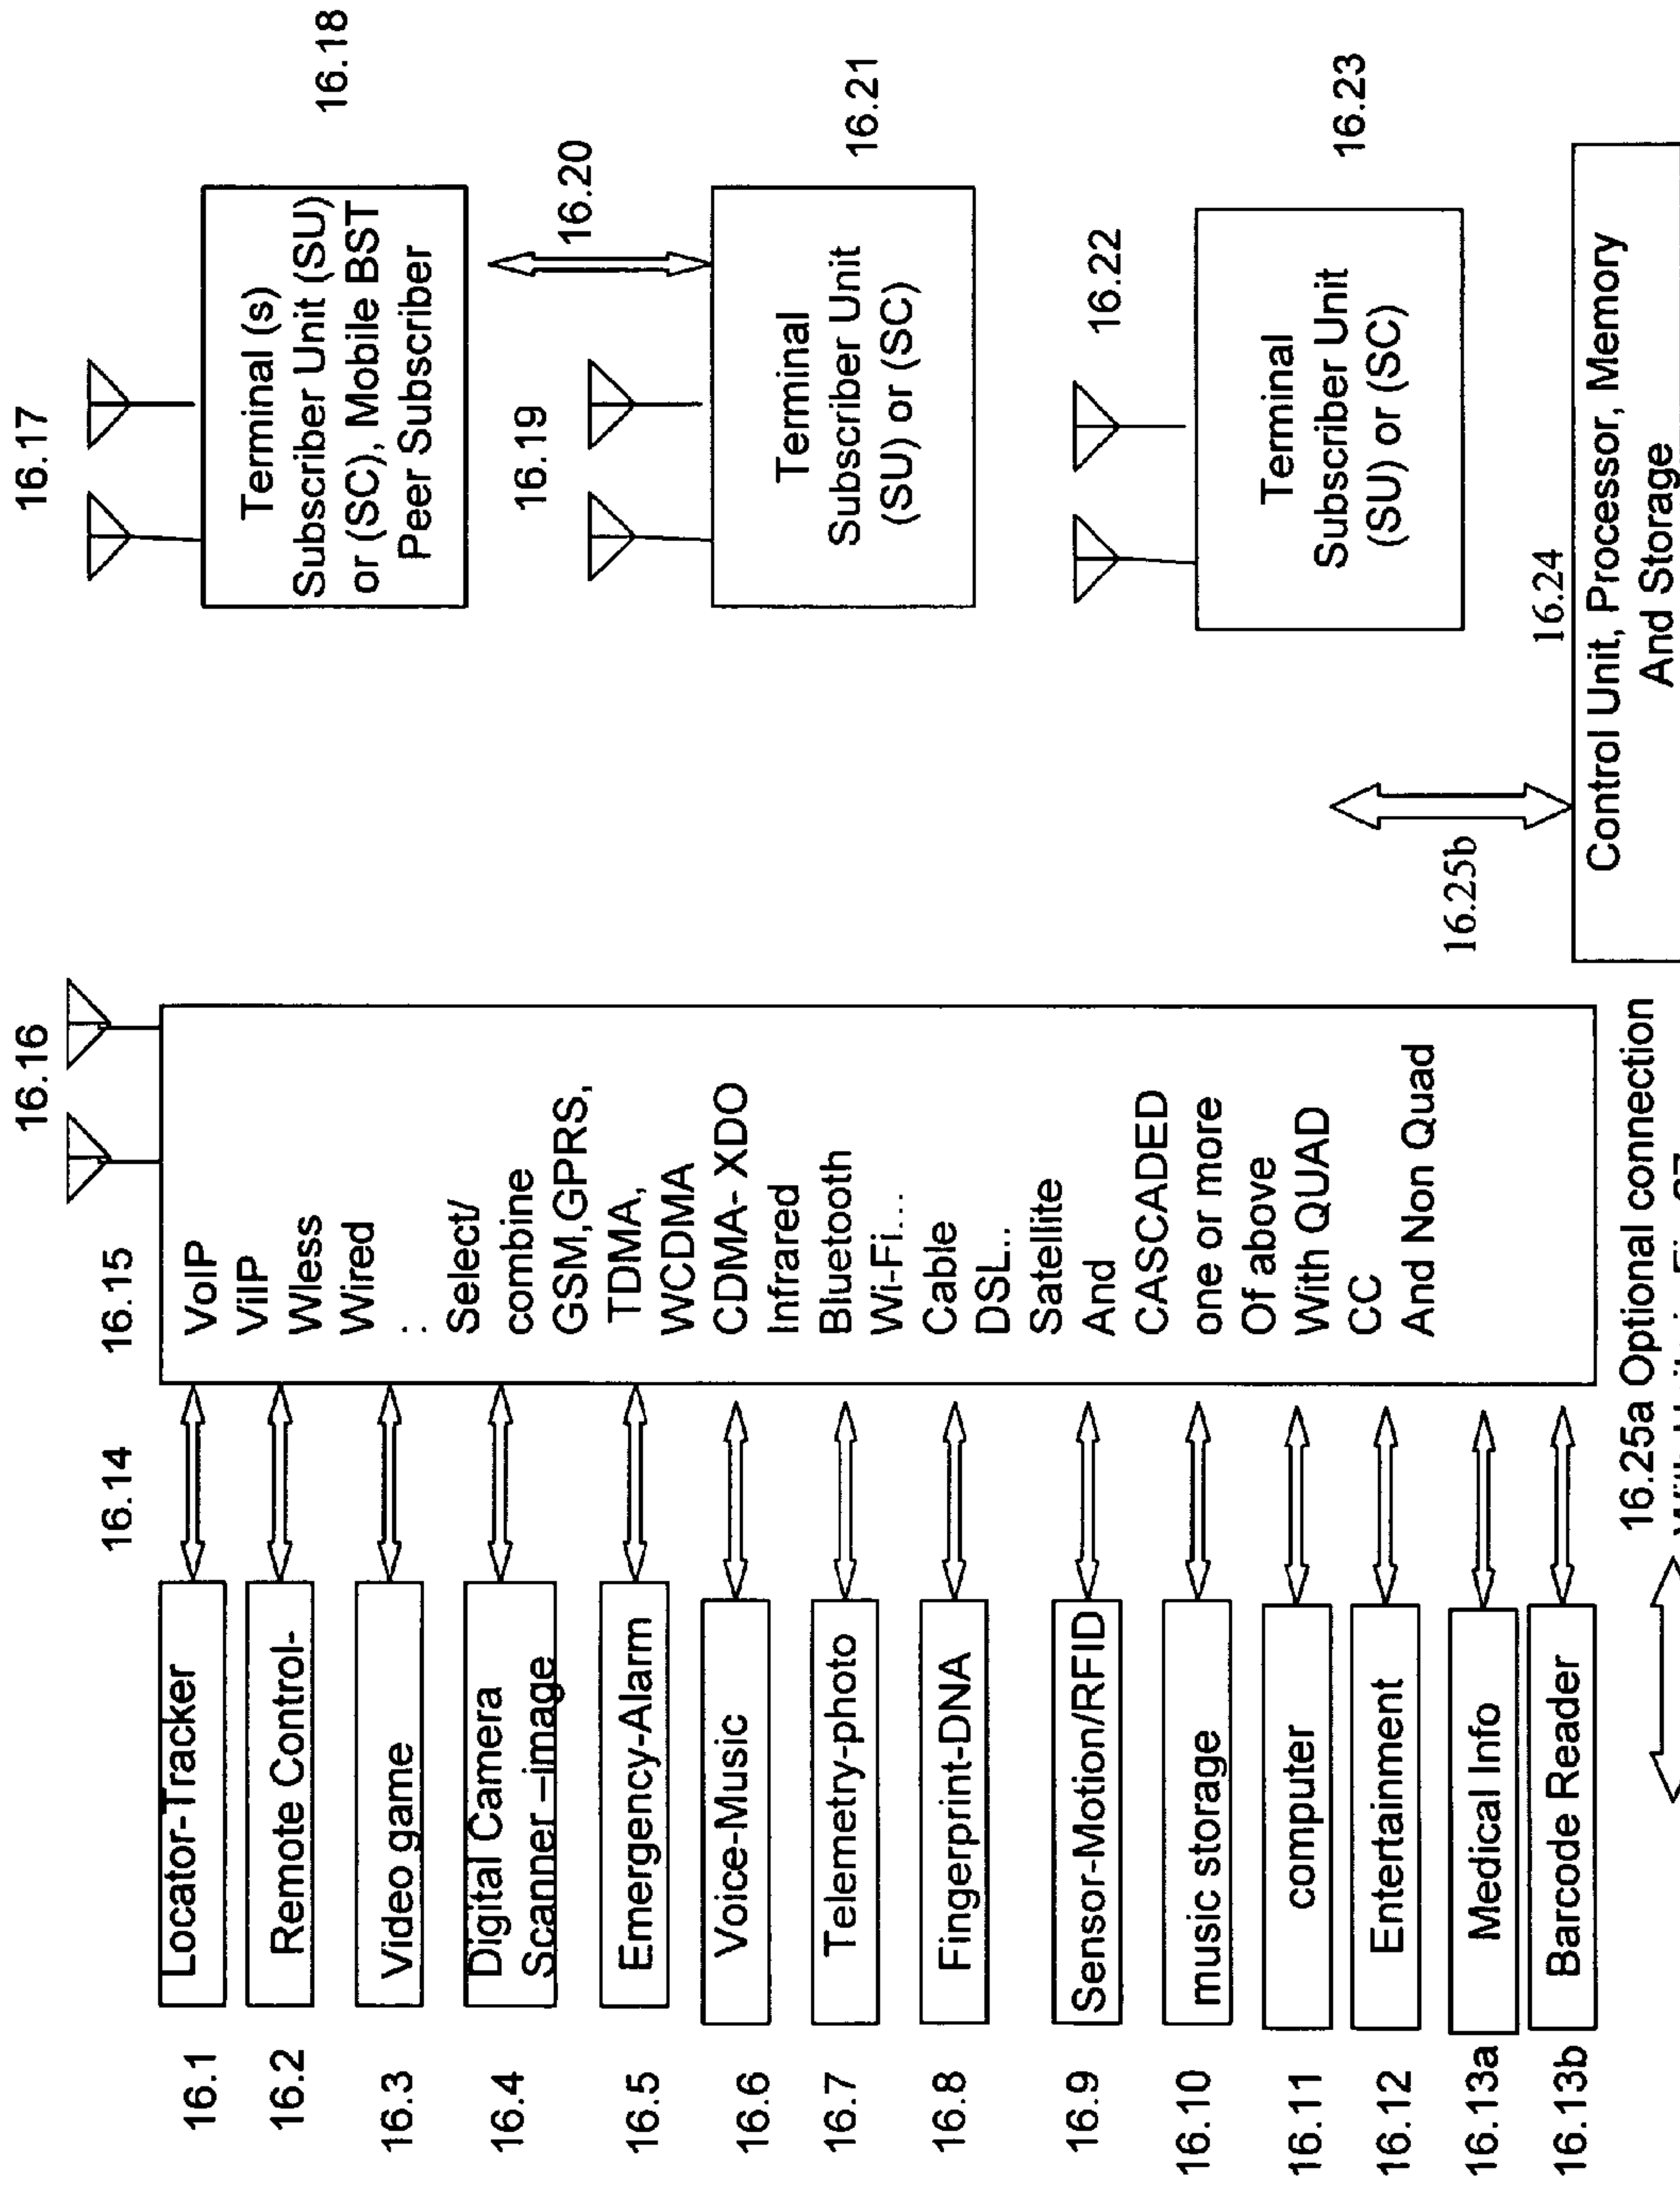 16.1
Locator-Tracker
16.2
Remote Control-
16.3
Video game
16.4
Digital Camera
Scanner –image
16.5
Emergency-Alarm
16.6
Voice-Music
16.7
Telemetry-photo
16.8
Fingerprint-DNA
16.9
Sensor-Motion/RFID
16.10
music storage
16.11
computer
16.12
Entertainment
16.13a
Medical Info
16.13b
Barcode Reader
16.14
16.15
16.16
VoIP
ViIP
Wless
Wired
..
Select/
combine
GSM,GPRS,
TDMA,
WCDMA
CDMA- XDO
Infrared
Bluetooth
Wi-Fi...
Cable
DSL..
Satellite
And
CASCADED
one or more
Of above
With QUAD
CC
And Non Quad
16.25a Optional connection
16.17
16.18
Terminal (s)
Subscriber Unit (SU)
or (SC), Mobile BST
Peer Subscriber
16.19
16.20
16.21
Terminal
Subscriber Unit
(SU) or (SC)
16.22
16.23
Terminal
Subscriber Unit
(SU) or (SC)
16.25b
16.24
Control Unit, Processor, Memory
And Storage